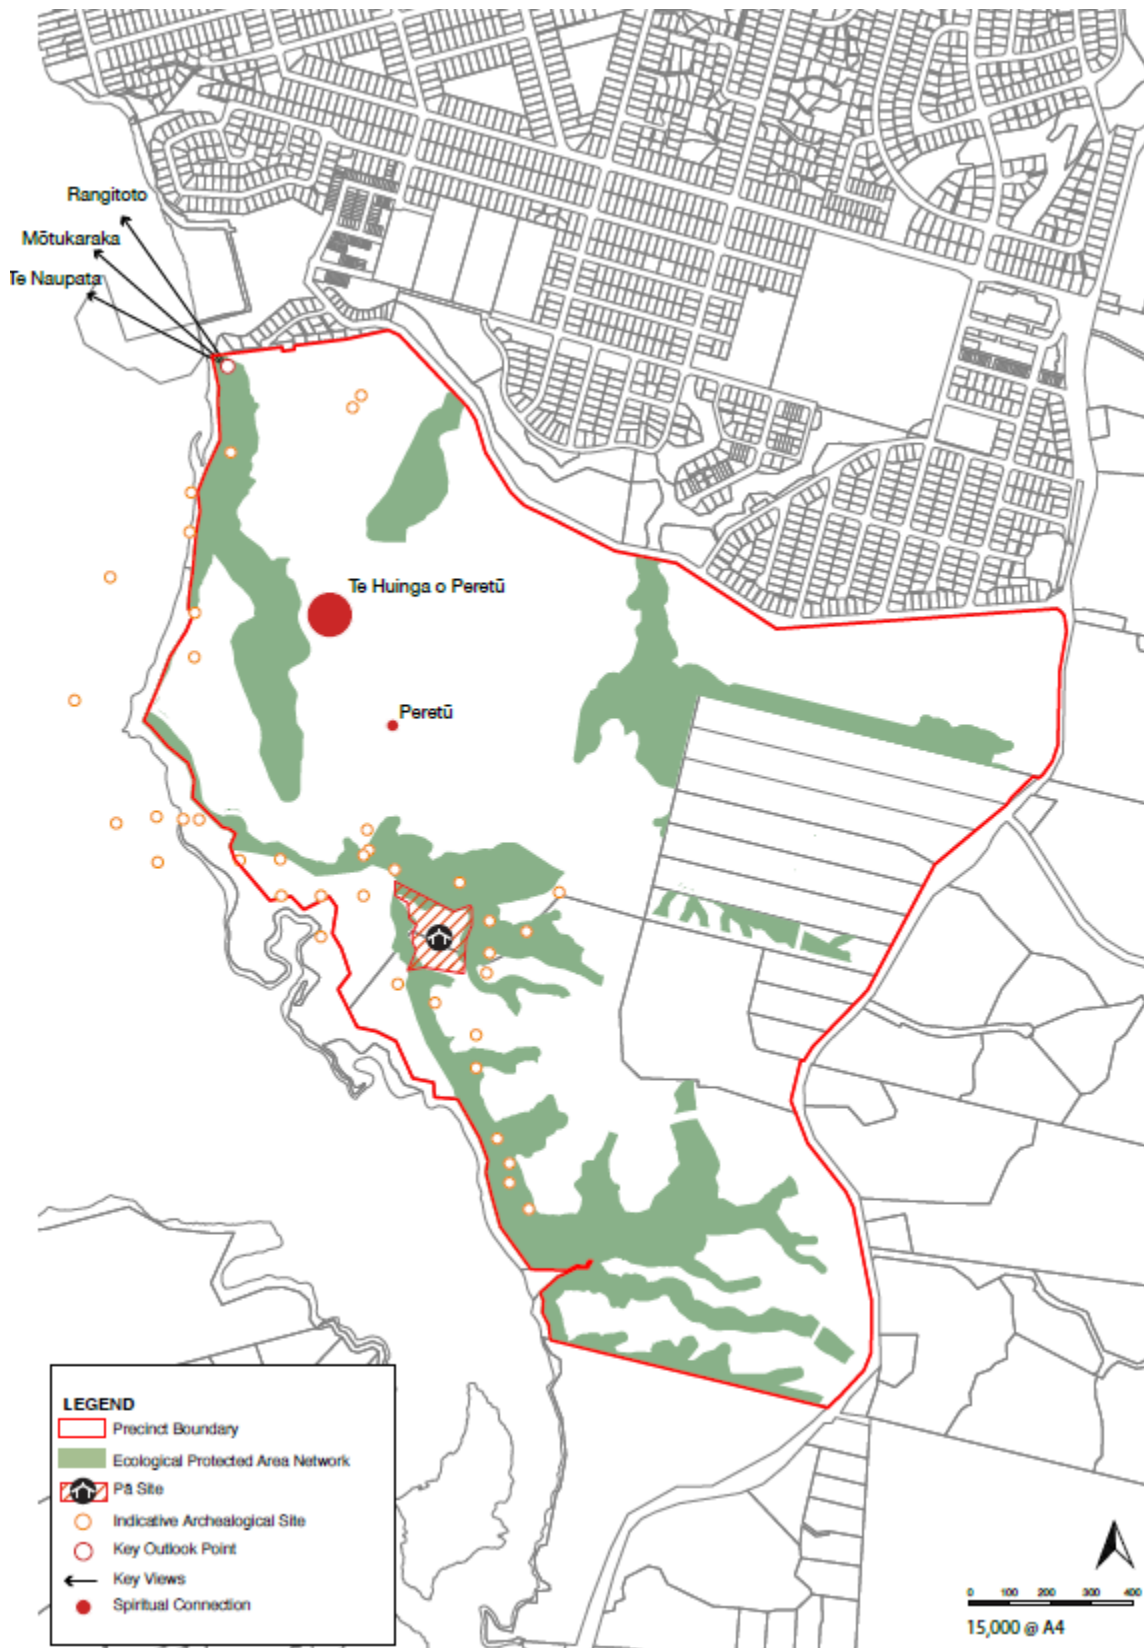 Rangitoto
Mōtukaraka
Te Naupata
Te Huinga o Peretū
Peretū
LEGEND
Precinct Boundary
Ecological Protected Area Network
Pā Site
Indicative Archealogical Site
Key Outlook Point
Key Views
Spiritual Connection
0 100 200 300 400
15,000 @ A4